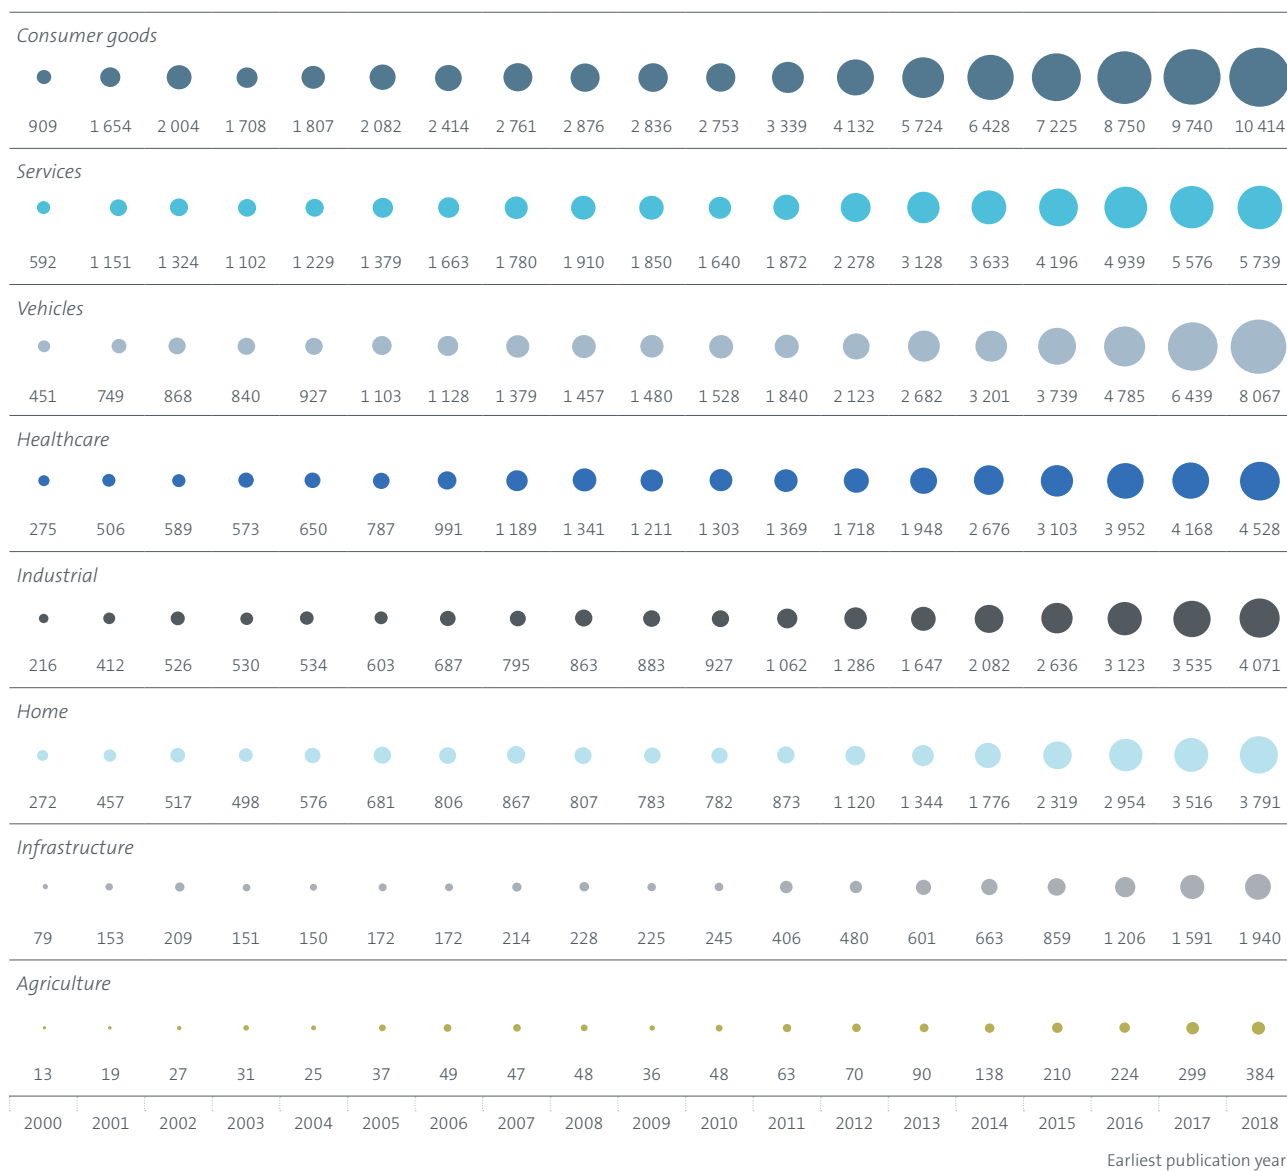 Consumer goods
909 1 654 2 004 1 708 1 807 2 082 2 414 2 761 2 876 2 836 2 753 3 339 4 132 5 724 6 428 7 225 8 750 9 740 10 414
Services
592 1 151 1 324 1 102 1 229 1 379 1 663 1 780 1 910 1 850 1 640 1 872 2 278 3 128 3 633 4 196 4 939 5 576 5 739
Vehicles
451 749 868 840 927 1 103 1 128 1 379 1 457 1 480 1 528 1 840 2 123 2 682 3 201 3 739 4 785 6 439 8 067
Healthcare
275 506 589 573 650 787 991 1 189 1 341 1 211 1 303 1 369 1 718 1 948 2 676 3 103 3 952 4 168 4 528
Industrial
216 412 526 530 534 603 687 795 863 883 927 1 062 1 286 1 647 2 082 2 636 3 123 3 535 4 071
Home
272 457 517 498 576 681 806 867 807 783 782 873 1 120 1 344 1 776 2 319 2 954 3 516 3 791
Infrastructure
79 153 209 151 150 172 172 214 228 225 245 406 480 601 663 859 1 206 1 591 1 940
Agriculture
13 19 27 31 25 37 49 47 48 36 48 63 70 90 138 210 224 299 384
2000 2001 2002 2003 2004 2005 2006 2007 2008 2009 2010 2011 2012 2013 2014 2015 2016 2017 2018
Earliest publication year